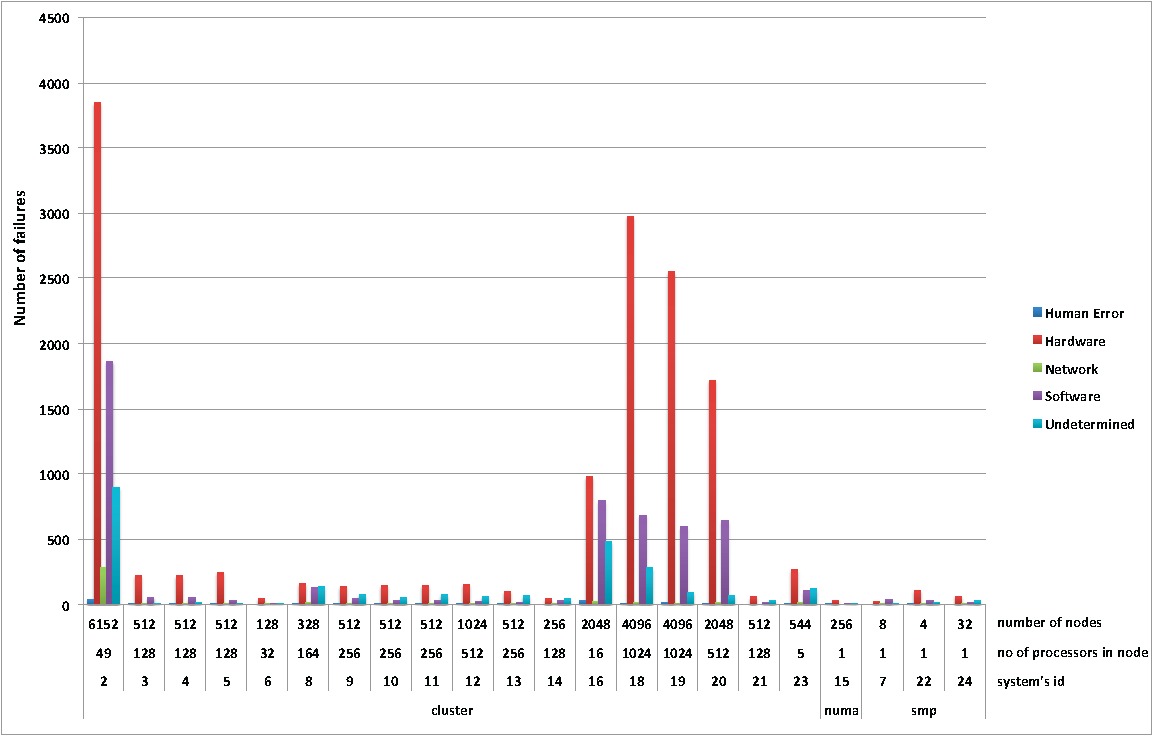 4500
4000
3500
3000
2500
2000
1500
1000
500
0
Number of failures
Human Error
Hardware
Network
Software
Undetermined
6152 512 512 512 128 328 512 512 512 1024 512 256 2048 4096 4096 2048 512 544 256 8 4 32 number of nodes
49 128 128 128 32 164 256 256 256 512 256 128 16 1024 1024 512 128 5 1 1 1 1 no of processors in node
2 3 4 5 6 8 9 10 11 12 13 14 16 18 19 20 21 23 15 7 22 24 system's id
cluster numa smp